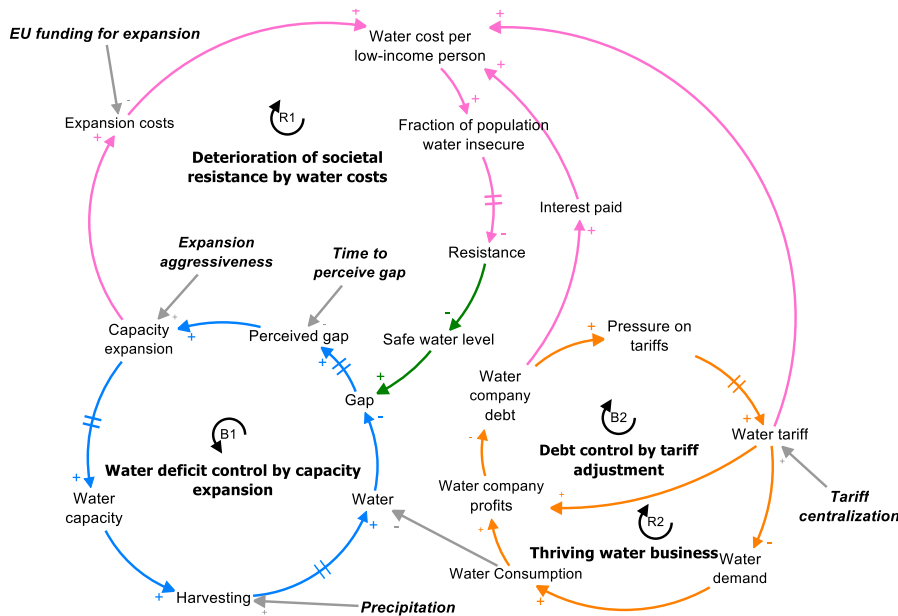 EU funding for expansion
Water cost per
low-income person
Expansion costs
Fraction of population
water insecure
R1
Deterioration of societal
resistance by water costs
Interest paid
Resistance
Expansion
aggressiveness
Time to
perceive gap
Capacity
expansion
Perceived gap
Safe water level
Pressure on
tariffs
Water
company
debt
Gap
B1
B2
Water tariff
Water deficit control by capacity
expansion
Debt control by tariff
adjustment
Water
capacity
Water
Water company
profits
Tariff
centralization
R2
Thriving water business
Water Consumption
Water
demand
Harvesting
Precipitation